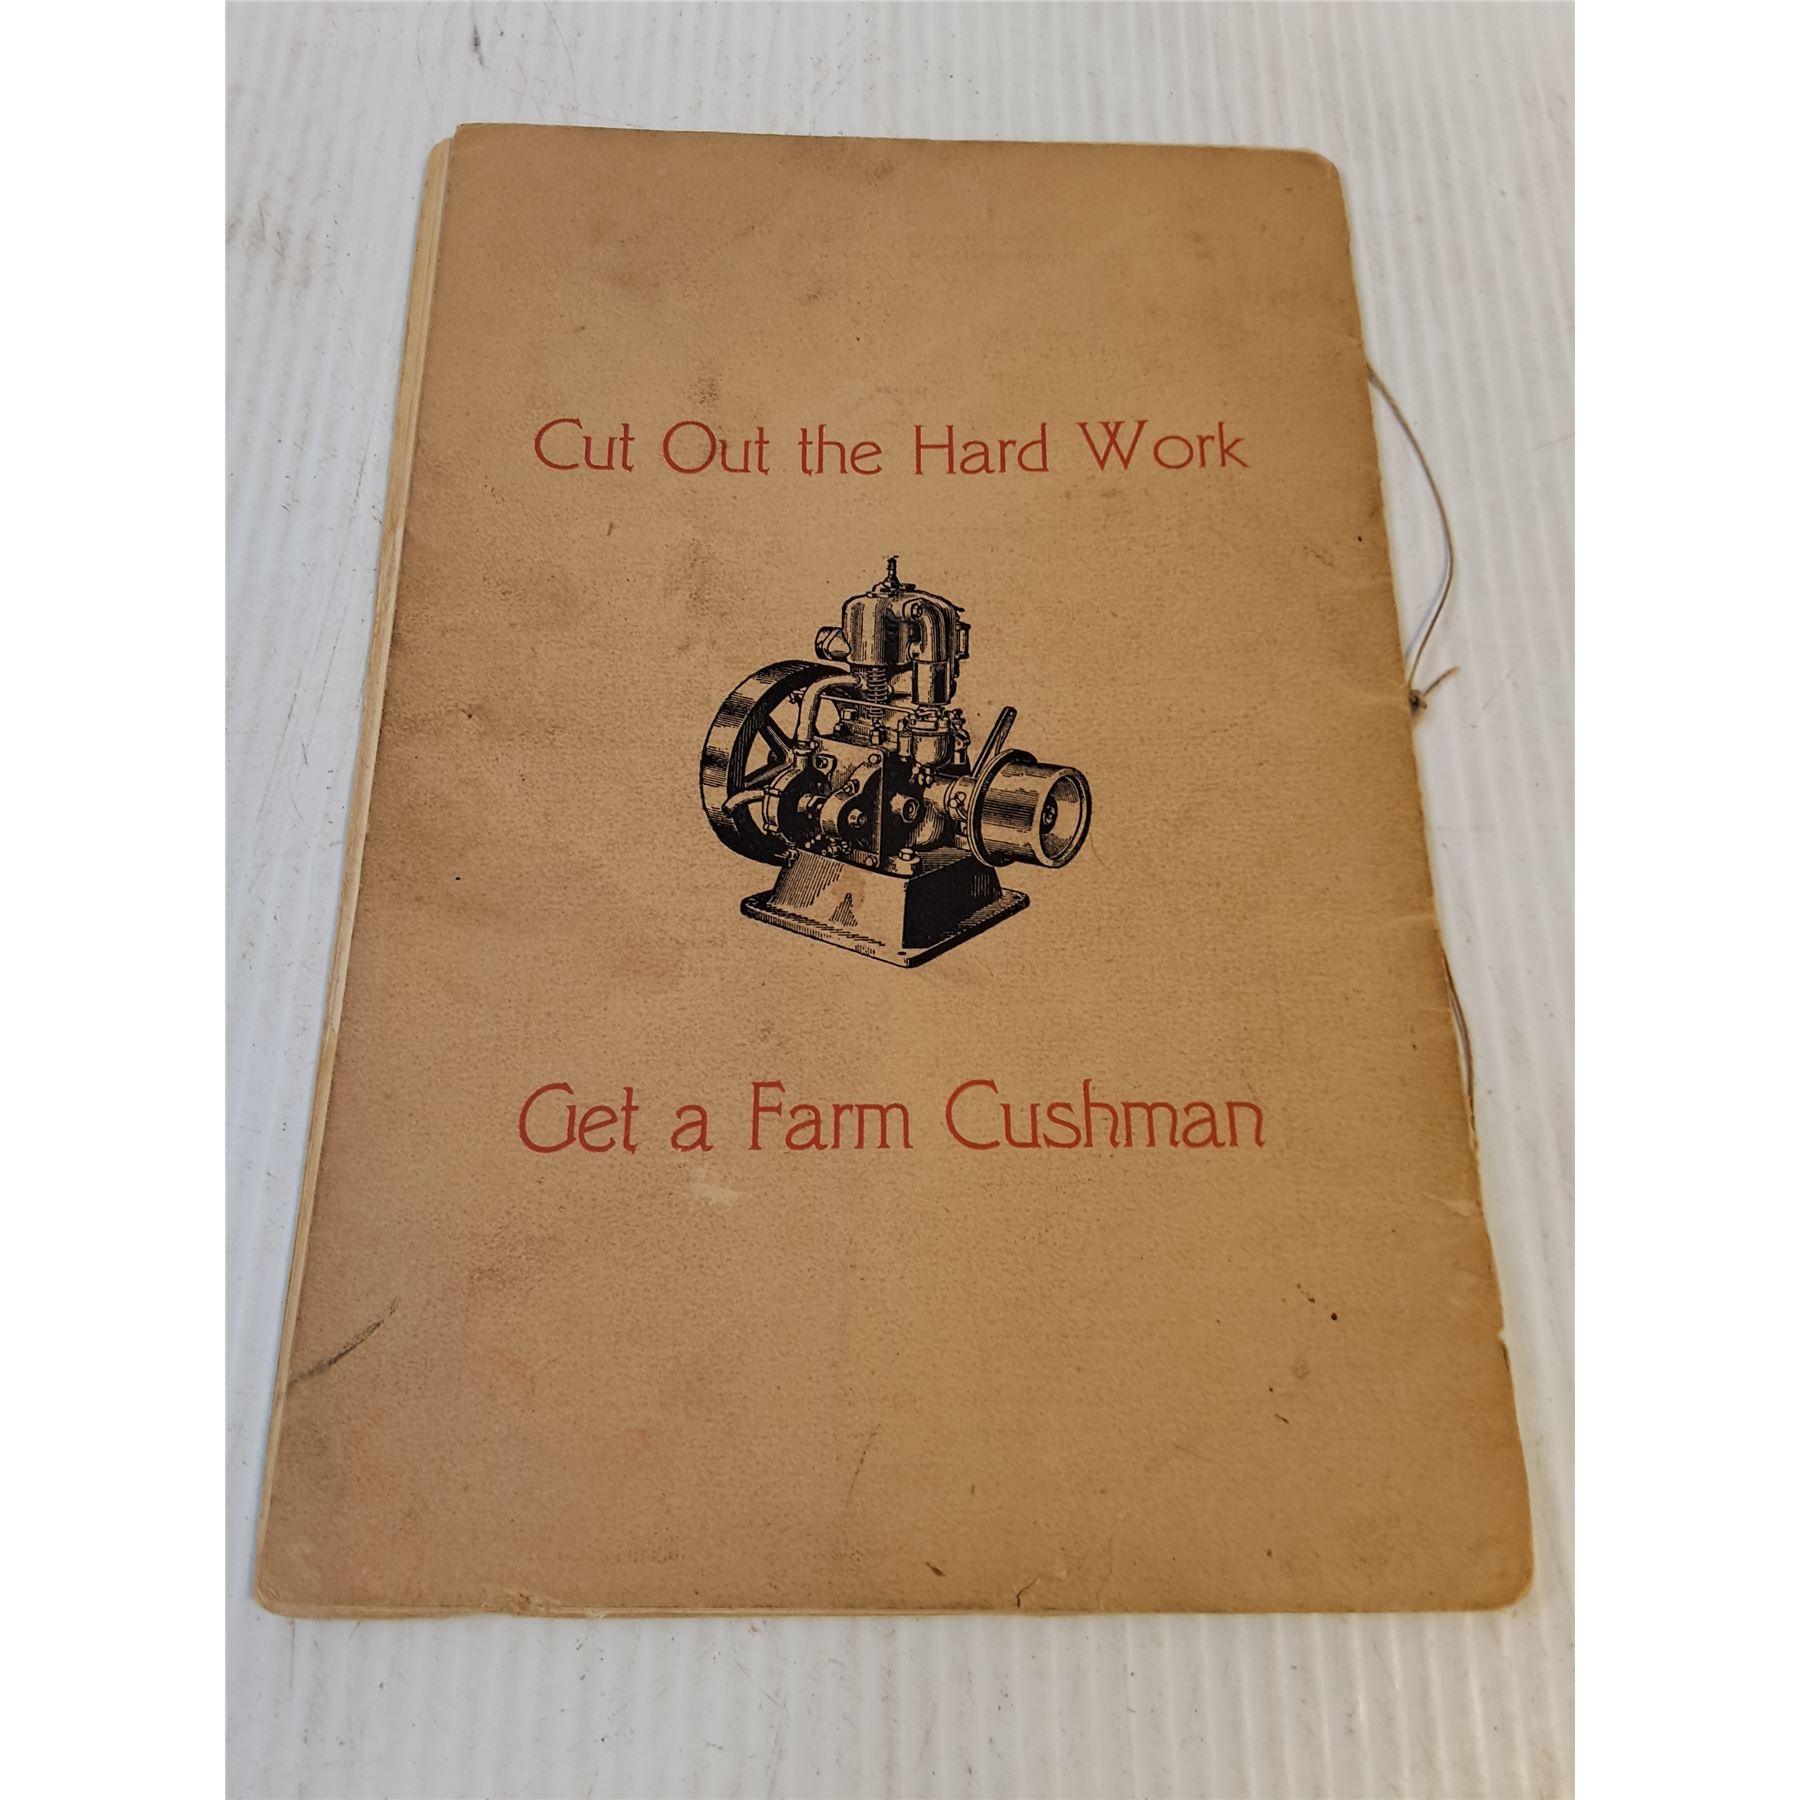 Cut Out the Hard Work
Get a Farm Cushman